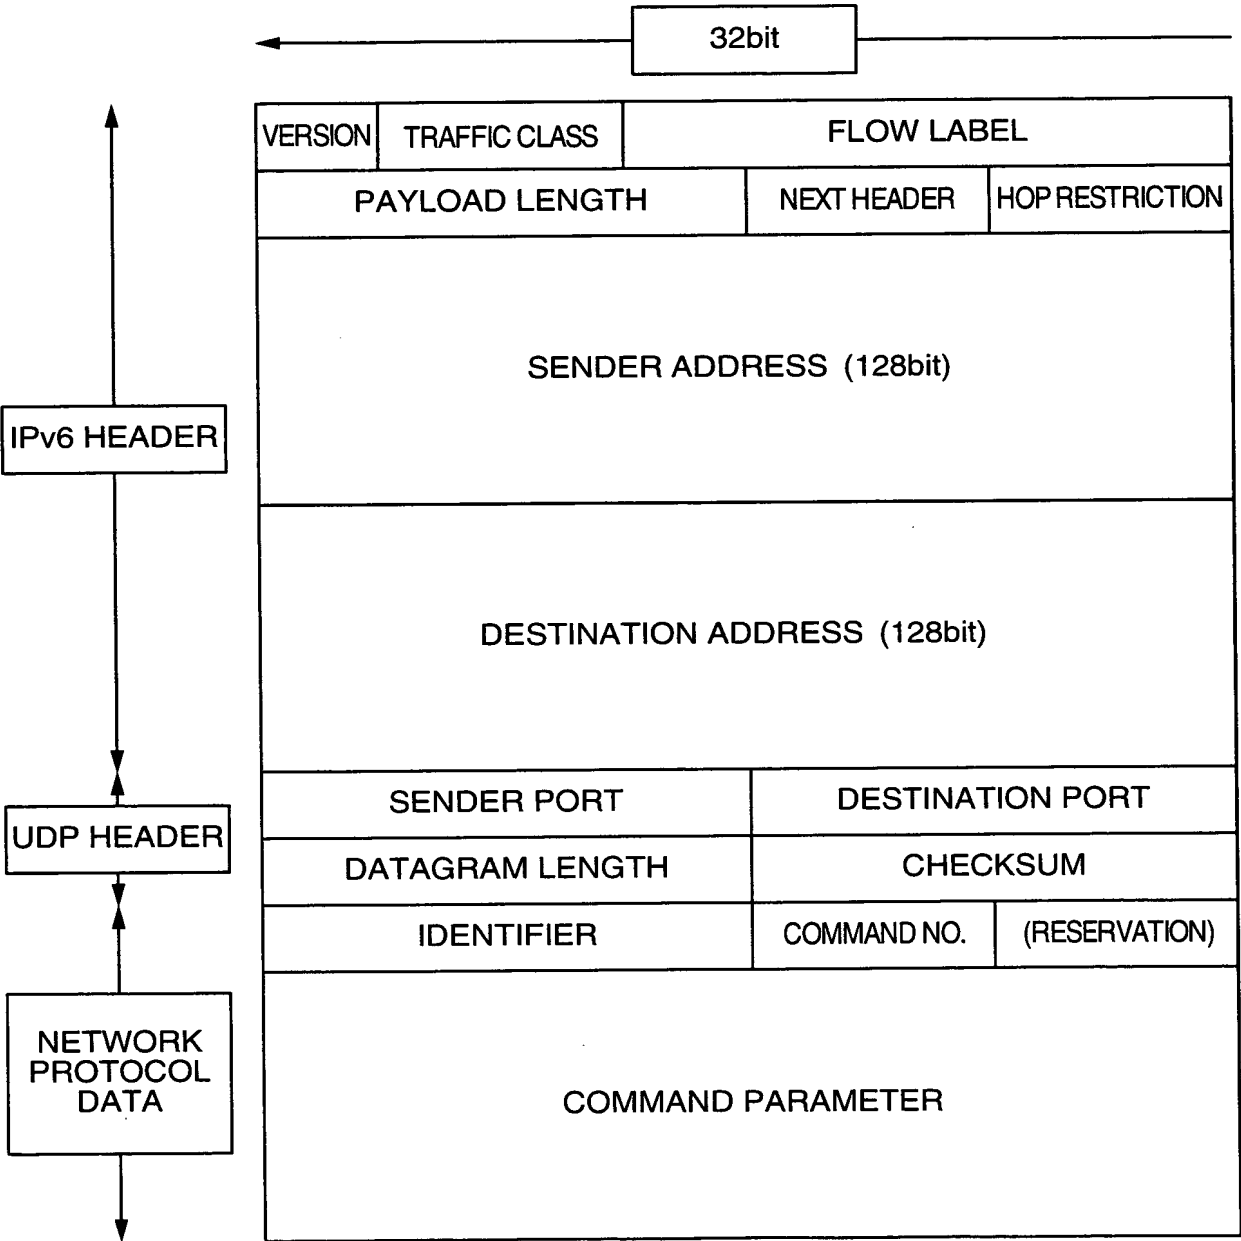 32bit
VERSION
TRAFFIC CLASS
FLOW LABEL
PAYLOAD LENGTH
NEXT HEADER
HOP RESTRICTION
SENDER ADDRESS (128bit)
IPv6 HEADER
DESTINATION ADDRESS (128bit)
SENDER PORT
DESTINATION PORT
UDP HEADER
DATAGRAM LENGTH
CHECKSUM
IDENTIFIER
COMMAND NO.
(RESERVATION)
NETWORK
PROTOCOL
DATA
COMMAND PARAMETER